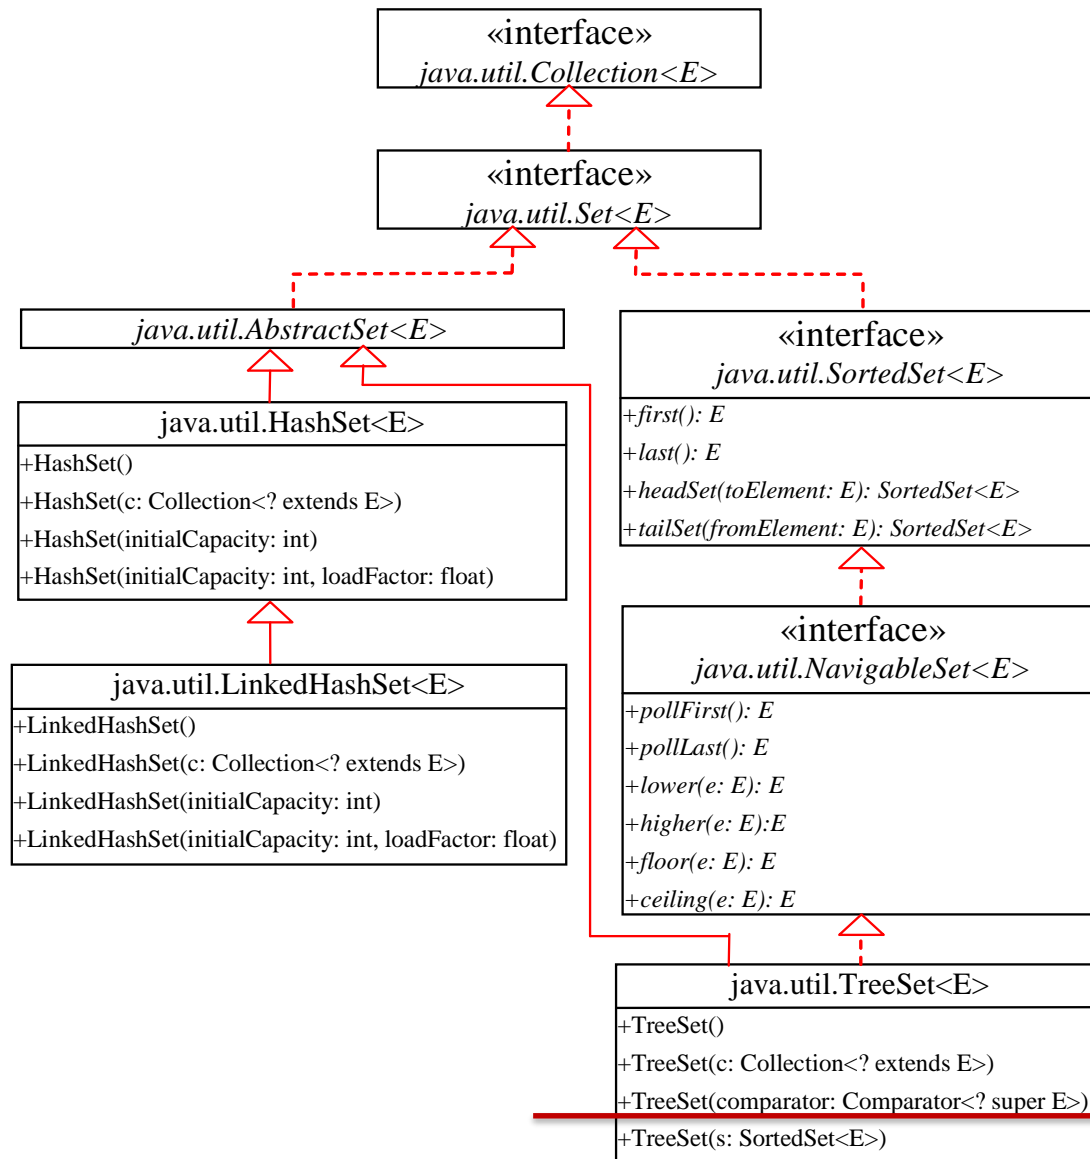 «interface»
java.util.Collection<E>
«interface»
java.util.Set<E>
java.util.AbstractSet<E>
«interface»
java.util.SortedSet<E>
+first(): E
+last(): E
+headSet(toElement: E): SortedSet<E>
+tailSet(fromElement: E): SortedSet<E>
java.util.HashSet<E>
+HashSet()
+HashSet(c: Collection<? extends E>)
+HashSet(initialCapacity: int)
+HashSet(initialCapacity: int, loadFactor: float)
«interface»
java.util.NavigableSet<E>
+pollFirst(): E
+pollLast(): E
+lower(e: E): E
+higher(e: E):E
+floor(e: E): E
+ceiling(e: E): E
java.util.LinkedHashSet<E>
+LinkedHashSet()
+LinkedHashSet(c: Collection<? extends E>)
+LinkedHashSet(initialCapacity: int)
+LinkedHashSet(initialCapacity: int, loadFactor: float)
java.util.TreeSet<E>
+TreeSet()
+TreeSet(c: Collection<? extends E>)
+TreeSet(comparator: Comparator<? super E>)
+TreeSet(s: SortedSet<E>)